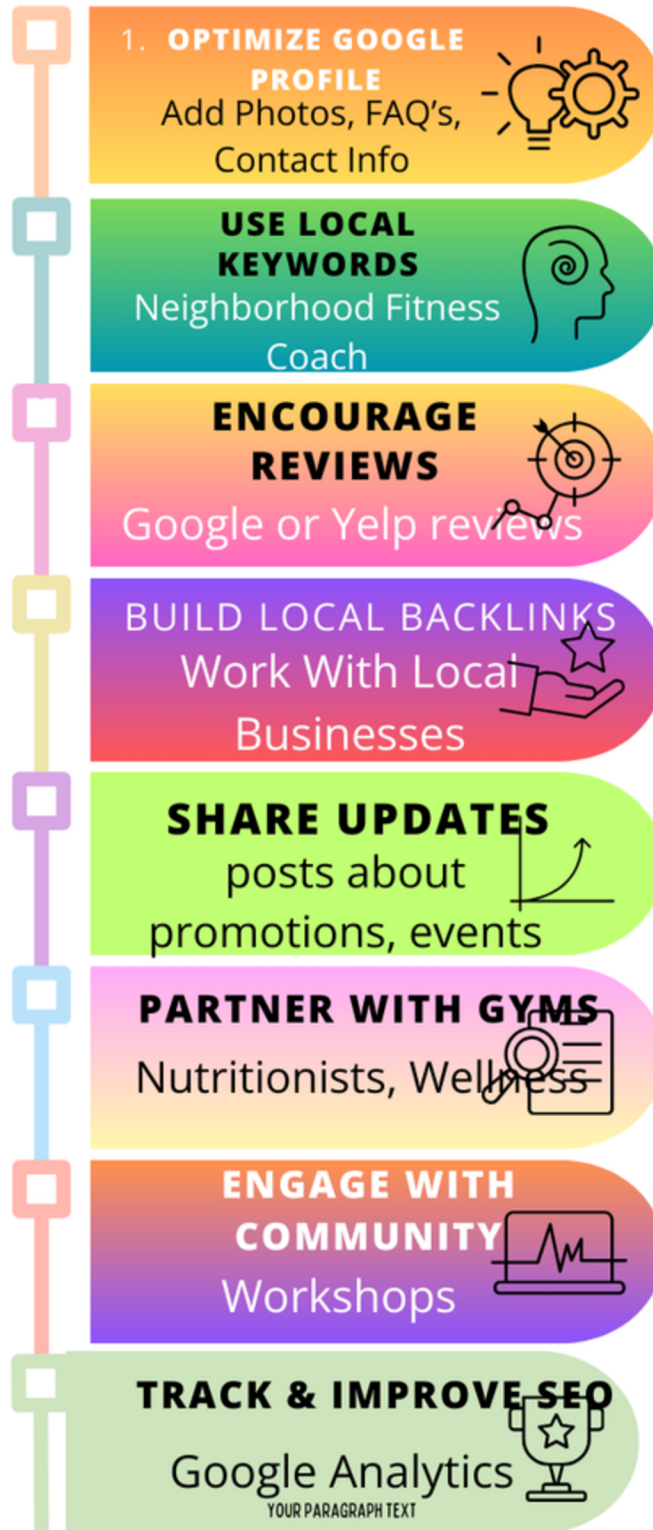 1. OPTIMIZE GOOGLE
PROFILE
Add Photos, FAQ’s,
Contact Info
USE LOCAL
KEYWORDS
Neighborhood Fitness
Coach
ENCOURAGE
REVIEWS
Google or Yelp reviews
BUILD LOCAL BACKLINKS
Work With Local
Businesses
SHARE UPDATES
posts about
promotions, events
PARTNER WITH GYMS
Nutritionists, Wellness
ENGAGE WITH
COMMUNITY
Workshops
TRACK & IMPROVE SEO
Google Analytics
YOUR PARAGRAPH TEXT